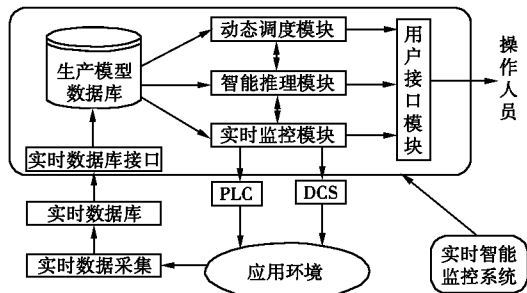 动态调度模块
生产模型
数据库
智能推理模块
实时监控模块
用户接口模块
操作人员
实时数据库接口
PLC
DCS
实时数据库
实时数据采集
应用环境
实时智能
监控系统